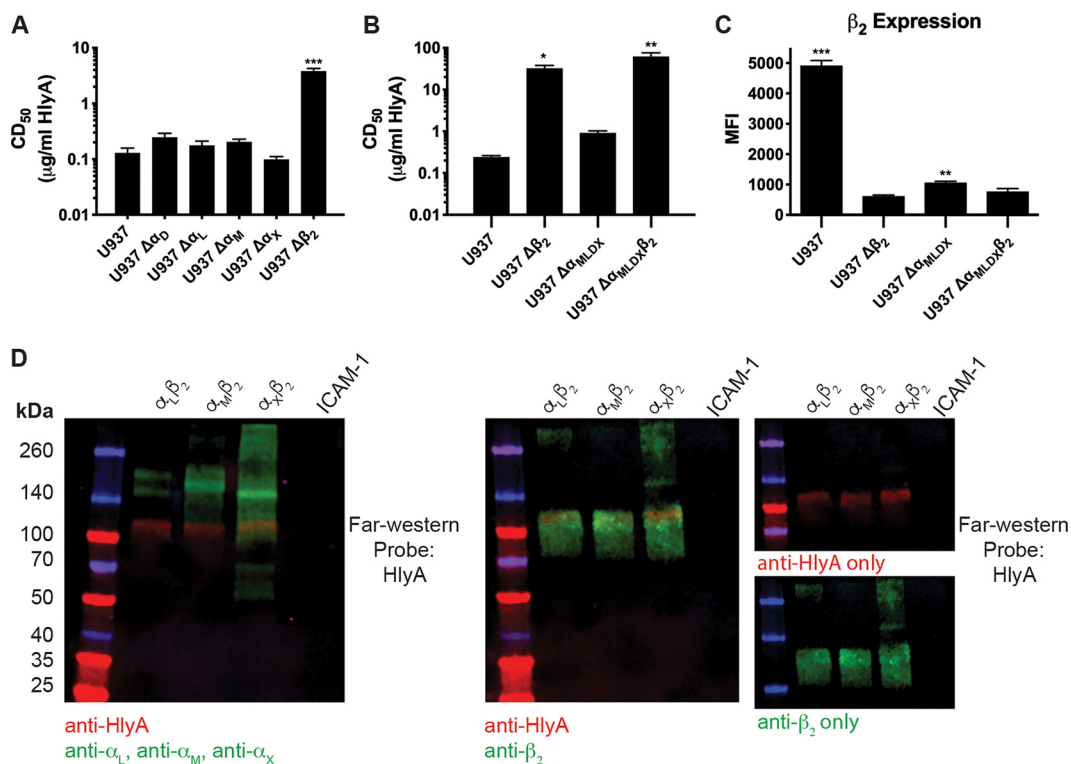 A
CD50
(μg/ml HlyA)
10
1
0.1
0.01
U937
U937 ΔαD
U937 ΔαL
U937 ΔαM
U937 ΔαX
U937 Δβ2
***
B
CD50
(μg/ml HlyA)
100
10
1
0.1
0.01
U937
U937 Δβ2
U937 ΔαMLDX
U937 ΔαMLDXβ2
*
**
C
β2 Expression
MFI
5000
4000
3000
2000
1000
0
U937
U937 Δβ2
U937 ΔαMLDX
U937 ΔαMLDXβ2
***
**
D
kDa
260
140
100
70
50
40
35
25
αLβ2
αMβ2
αXβ2
ICAM-1
anti-HlyA
anti-αL, anti-αM, anti-αX
Far-western
Probe:
HlyA
αLβ2
αMβ2
αXβ2
ICAM-1
anti-HlyA
anti-β2
αLβ2
αMβ2
αXβ2
ICAM-1
anti-HlyA only
anti-β2 only
Far-western
Probe:
HlyA